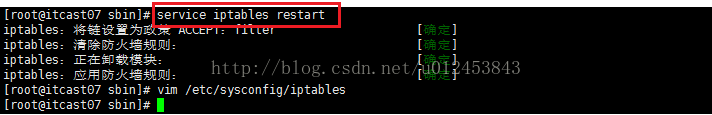 [root@itcast07 sbin]# service iptables restart
iptables：将链设置为政策 ACCEPT：filter [确定]
iptables：清除防火墙规则： [确定]
iptables：正在卸载模块： [确定]
iptables：应用防火墙规则： [确定]
http://blog.csdn.net/u012453843
[root@itcast07 sbin]# vim /etc/sysconfig/iptables
[root@itcast07 sbin]#